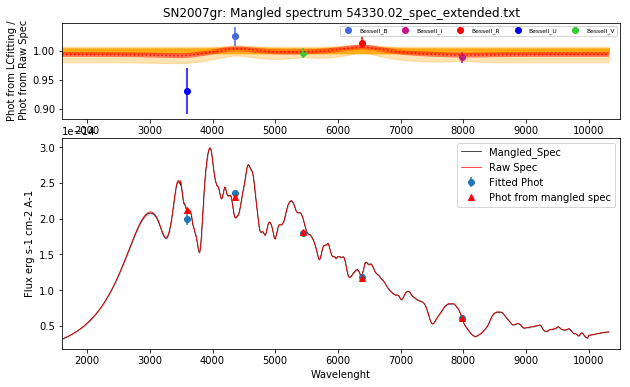 SN2007gr: Mangled spectrum 54330.02_spec_extended.txt
Phot from LCfitting /
Phot from Raw Spec
1.00
0.95
0.90
Bessell_B
Bessell_I
Bessell_R
Bessell_U
Bessell_V
2000 3000 4000 5000 6000 7000 8000 9000 10000
1e−14
Flux erg s-1 cm-2 A-1
3.0
2.5
2.0
1.5
1.0
0.5
Mangled_Spec
Raw Spec
Fitted Phot
Phot from mangled spec
2000 3000 4000 5000 6000 7000 8000 9000 10000
Wavelenght